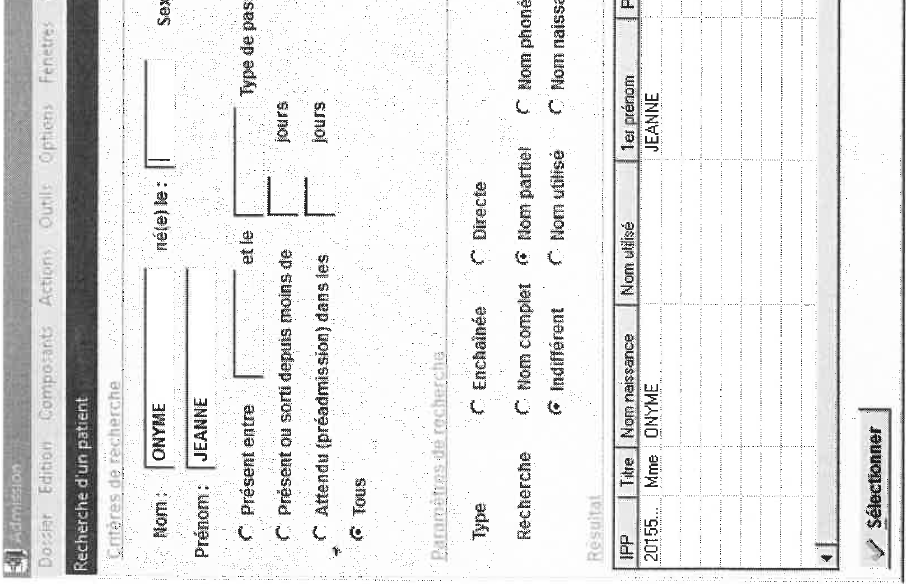 Admission
Dossier Edition Composants Actions Outils Options Fenetres
Recherche d'un patient
Critères de recherche
Nom : ONYME né(e) le : Sex
Prénom : JEANNE
Présent entre et le Type de pas
Présent ou sorti depuis moins de jours
Attendu (préadmission) dans les jours
Tous
Paramètres de recherche
Type Enchaînée Directe
Recherche Nom complet Nom partiel Nom phoné
Indifférent Nom utilisé Nom naissa
Résultat
IPP Titre Nom naissance Nom utilisé 1er prénom P
20155... Mme ONYME JEANNE
Sélectionner